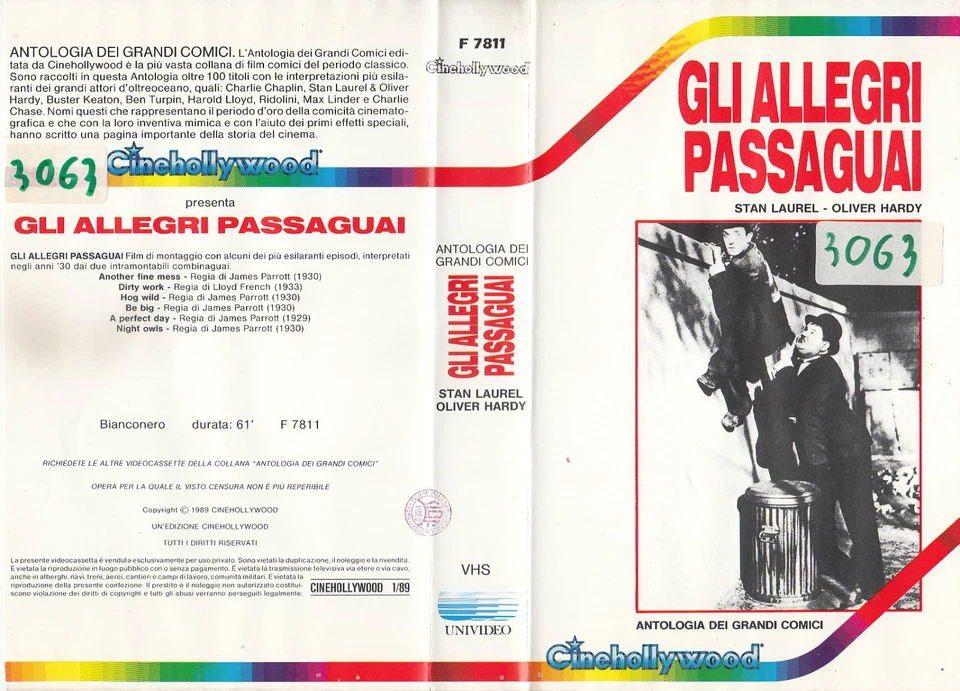 ANTOLOGIA DEI GRANDI COMICI. L'Antologia dei Grandi Comici edi-
tata da Cinehollywood è la più vasta collana di film comici del periodo classico.
Sono raccolti in questa Antologia oltre 100 titoli con le interpretazioni più esila-
ranti dei grandi attori d'oltreoceano, quali: Charlie Chaplin, Stan Laurel & Oliver
Hardy, Buster Keaton, Ben Turpin, Harold Lloyd, Ridolini, Max Linder e Charlie
Chase. Nomi questi che rappresentano il periodo d'oro della comicità cinemato-
grafica e che con la loro inventiva mimica e con l'aiuto dei primi effetti speciali,
hanno scritto una pagina importante della storia del cinema.
3063
Cinehollywood
presenta
GLI ALLEGRI PASSAGUAI
GLI ALLEGRI PASSAGUAI Film di montaggio con alcuni dei più esilaranti episodi, interpretati
negli anni '30 dai due intramontabili combinaguai.
Another fine mess - Regia di James Parrott (1930)
Dirty work - Regia di Lloyd French (1933)
Hog wild - Regia di James Parrott (1930)
Be big - Regia di James Parrott (1930)
A perfect day - Regia di James Parrott (1929)
Night owls - Regia di James Parrott (1930)
Bianconero durata: 61' F 7811
RICHIEDETE LE ALTRE VIDEOCASSETTE DELLA COLLANA "ANTOLOGIA DEI GRANDI COMICI"
OPERA PER LA QUALE IL VISTO CENSURA NON È PIÙ REPERIBILE
Copyright © 1989 CINEHOLLYWOOD
UN'EDIZIONE CINEHOLLYWOOD
TUTTI I DIRITTI RISERVATI
La presente videocassetta è venduta esclusivamente per uso privato. Sono vietati la duplicazione, il noleggio e la rivendita.
È vietata la riproduzione in luogo pubblico con o senza pagamento. È vietata la trasmissione televisiva via etere o via cavo,
anche in alberghi, navi, treni, aerei, cantieri e campi di lavoro, comunità militari. È vietata la
riproduzione della presente confezione. Il prestito o il noleggio non autorizzato costitui-
scono violazione dei diritti di copyright e tutti gli abusi verranno perseguiti legalmente.
CINEHOLLYWOOD 1/89
F 7811
Cinehollywood
ANTOLOGIA DEI
GRANDI COMICI
GLI ALLEGRI
PASSAGUAI
STAN LAUREL
OLIVER HARDY
VHS
UNIVIDEO
GLI ALLEGRI
PASSAGUAI
STAN LAUREL - OLIVER HARDY
3063
ANTOLOGIA DEI GRANDI COMICI
Cinehollywood